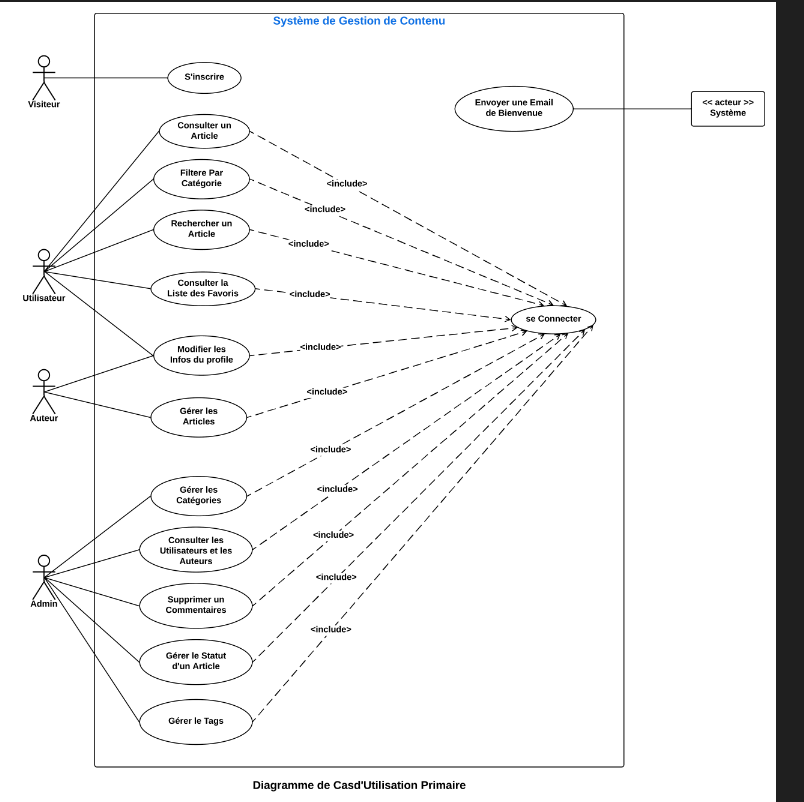 Système de Gestion de Contenu
S'inscrire
Visiteur
Envoyer une Email
de Bienvenue
<< acteur >>
Système
Consulter un
Article
<include>
Filtere Par
Catégorie
<include>
Rechercher un
Article
<include>
Utilisateur
Consulter la
Liste des Favoris
<include>
se Connecter
Modifier les
Infos du profile
<include>
Auteur
Gérer les
Articles
<include>
<include>
Gérer les
Catégories
<include>
Consulter les
Utilisateurs et les
Auteurs
<include>
Admin
Supprimer un
Commentaires
<include>
Gérer le Statut
d'un Article
<include>
Gérer le Tags
Diagramme de Casd'Utilisation Primaire